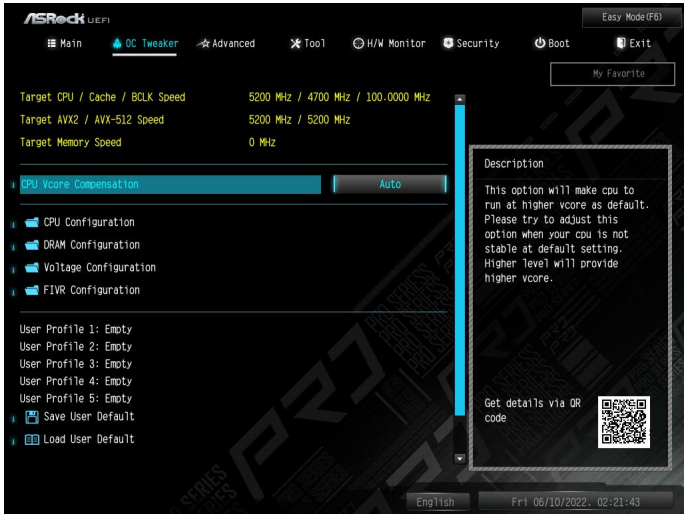 ASRock UEFI
Easy Mode(F6)
Main
OC Tweaker
Advanced
Tool
H/W Monitor
Security
Boot
Exit
My Favorite
Target CPU / Cache / BCLK Speed 5200 MHz / 4700 MHz / 100.0000 MHz
Target AVX2 / AVX-512 Speed 5200 MHz / 5200 MHz
Target Memory Speed 0 MHz
CPU Vcore Compensation Auto
CPU Configuration
DRAM Configuration
Voltage Configuration
FIVR Configuration
User Profile 1: Empty
User Profile 2: Empty
User Profile 3: Empty
User Profile 4: Empty
User Profile 5: Empty
Save User Default
Load User Default
Description
This option will make cpu to
run at higher vcore as default.
Please try to adjust this
option when your cpu is not
stable at default setting.
Higher level will provide
higher vcore.
Get details via QR
code
English
Fri 06/10/2022. 02:21:43
PRO
SERIES
PRO SERIES